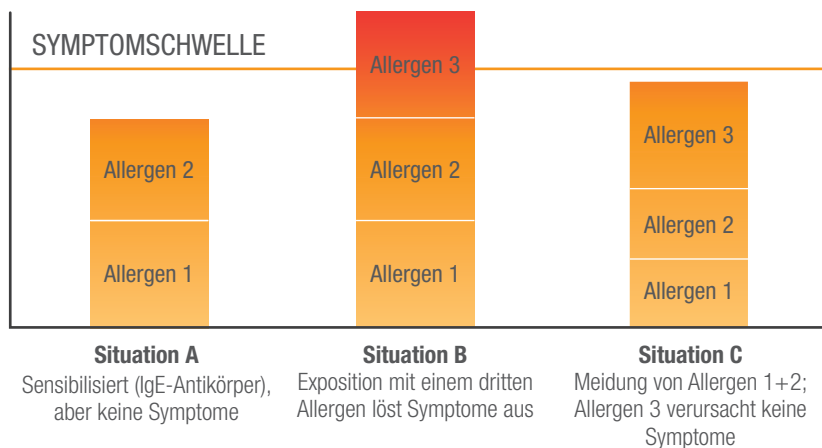 SYMPTOMSCHWELLE
Allergen 2
Allergen 1
Allergen 3
Allergen 2
Allergen 1
Allergen 3
Allergen 2
Allergen 1
Situation A
Sensibilisiert (IgE-Antikörper),
aber keine Symptome
Situation B
Exposition mit einem dritten
Allergen löst Symptome aus
Situation C
Meidung von Allergen 1+2;
Allergen 3 verursacht keine
Symptome